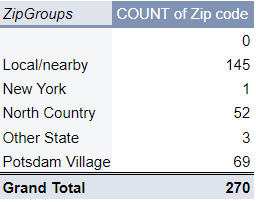 ZipGroups COUNT of Zip code
0
Local/nearby 145
New York 1
North Country 52
Other State 3
Potsdam Village 69
Grand Total 270